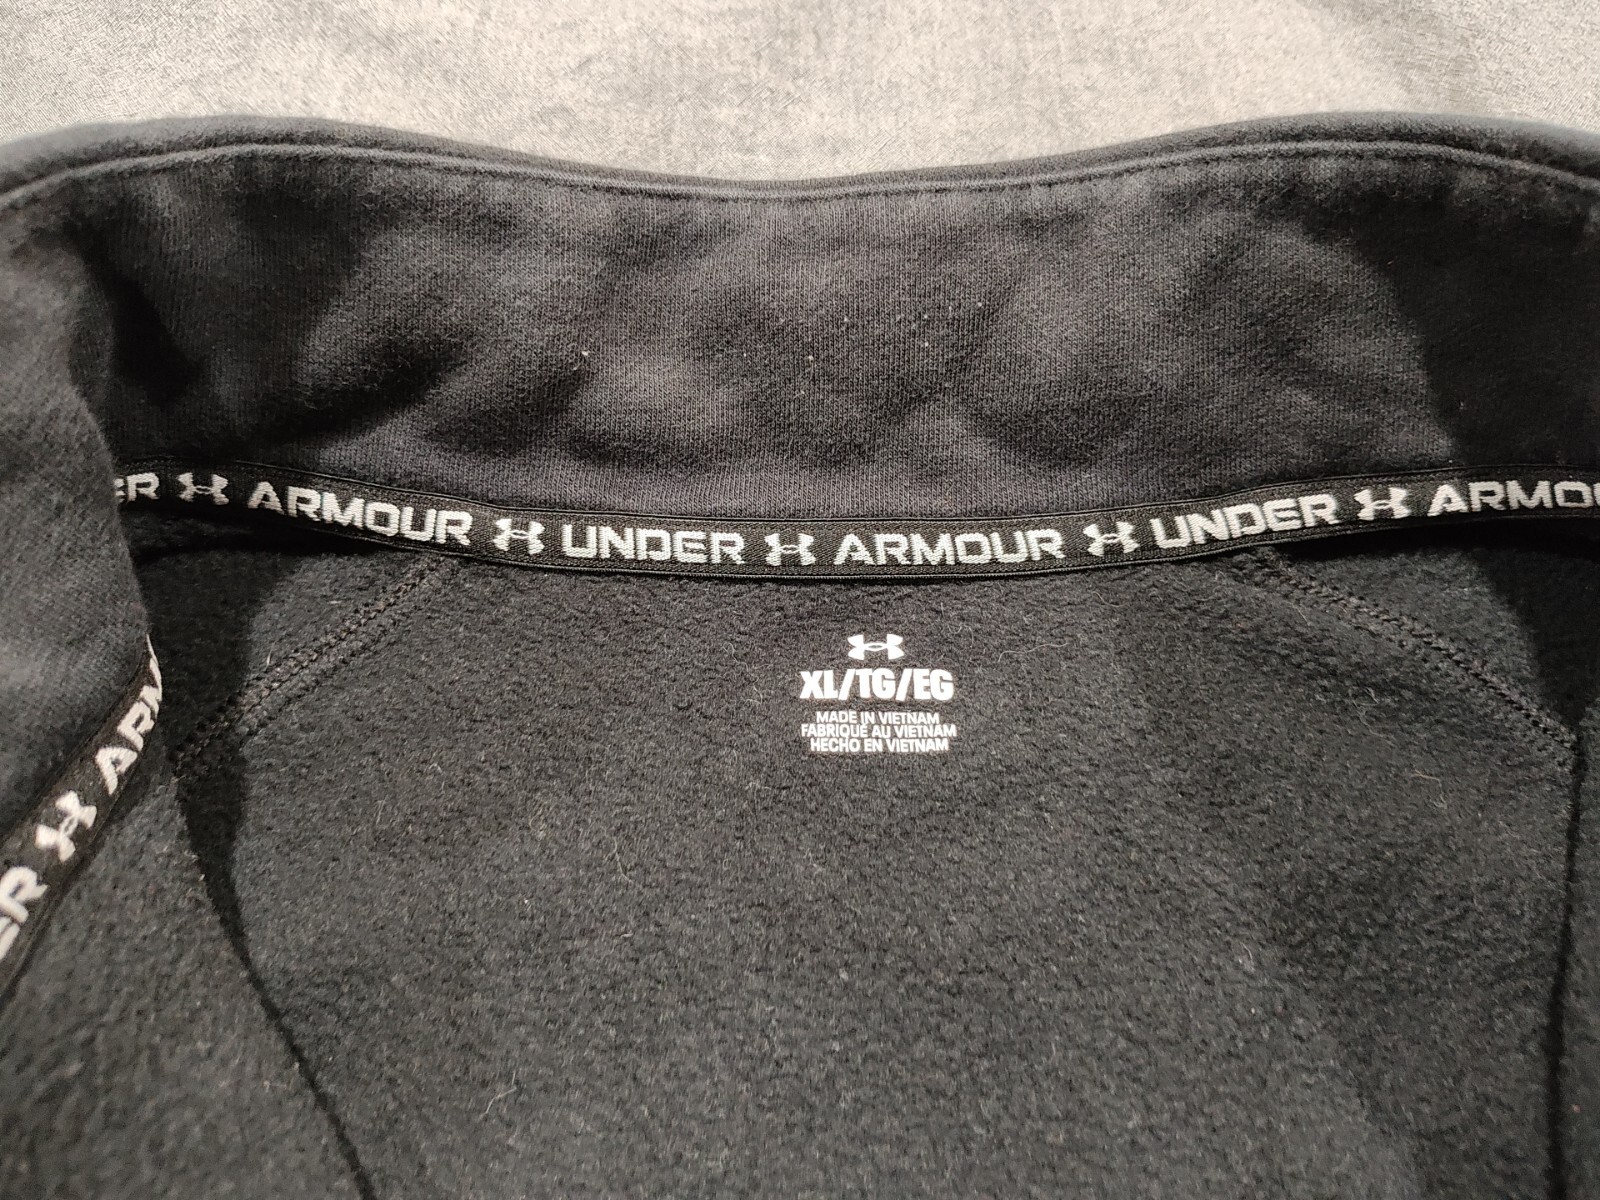 ER ARMOUR UNDER ARMOUR UNDER ARMO
XL/TG/EG
MADE IN VIETNAM
FABRIQUÉ AU VIETNAM
HECHO EN VIETNAM
ARM
ER